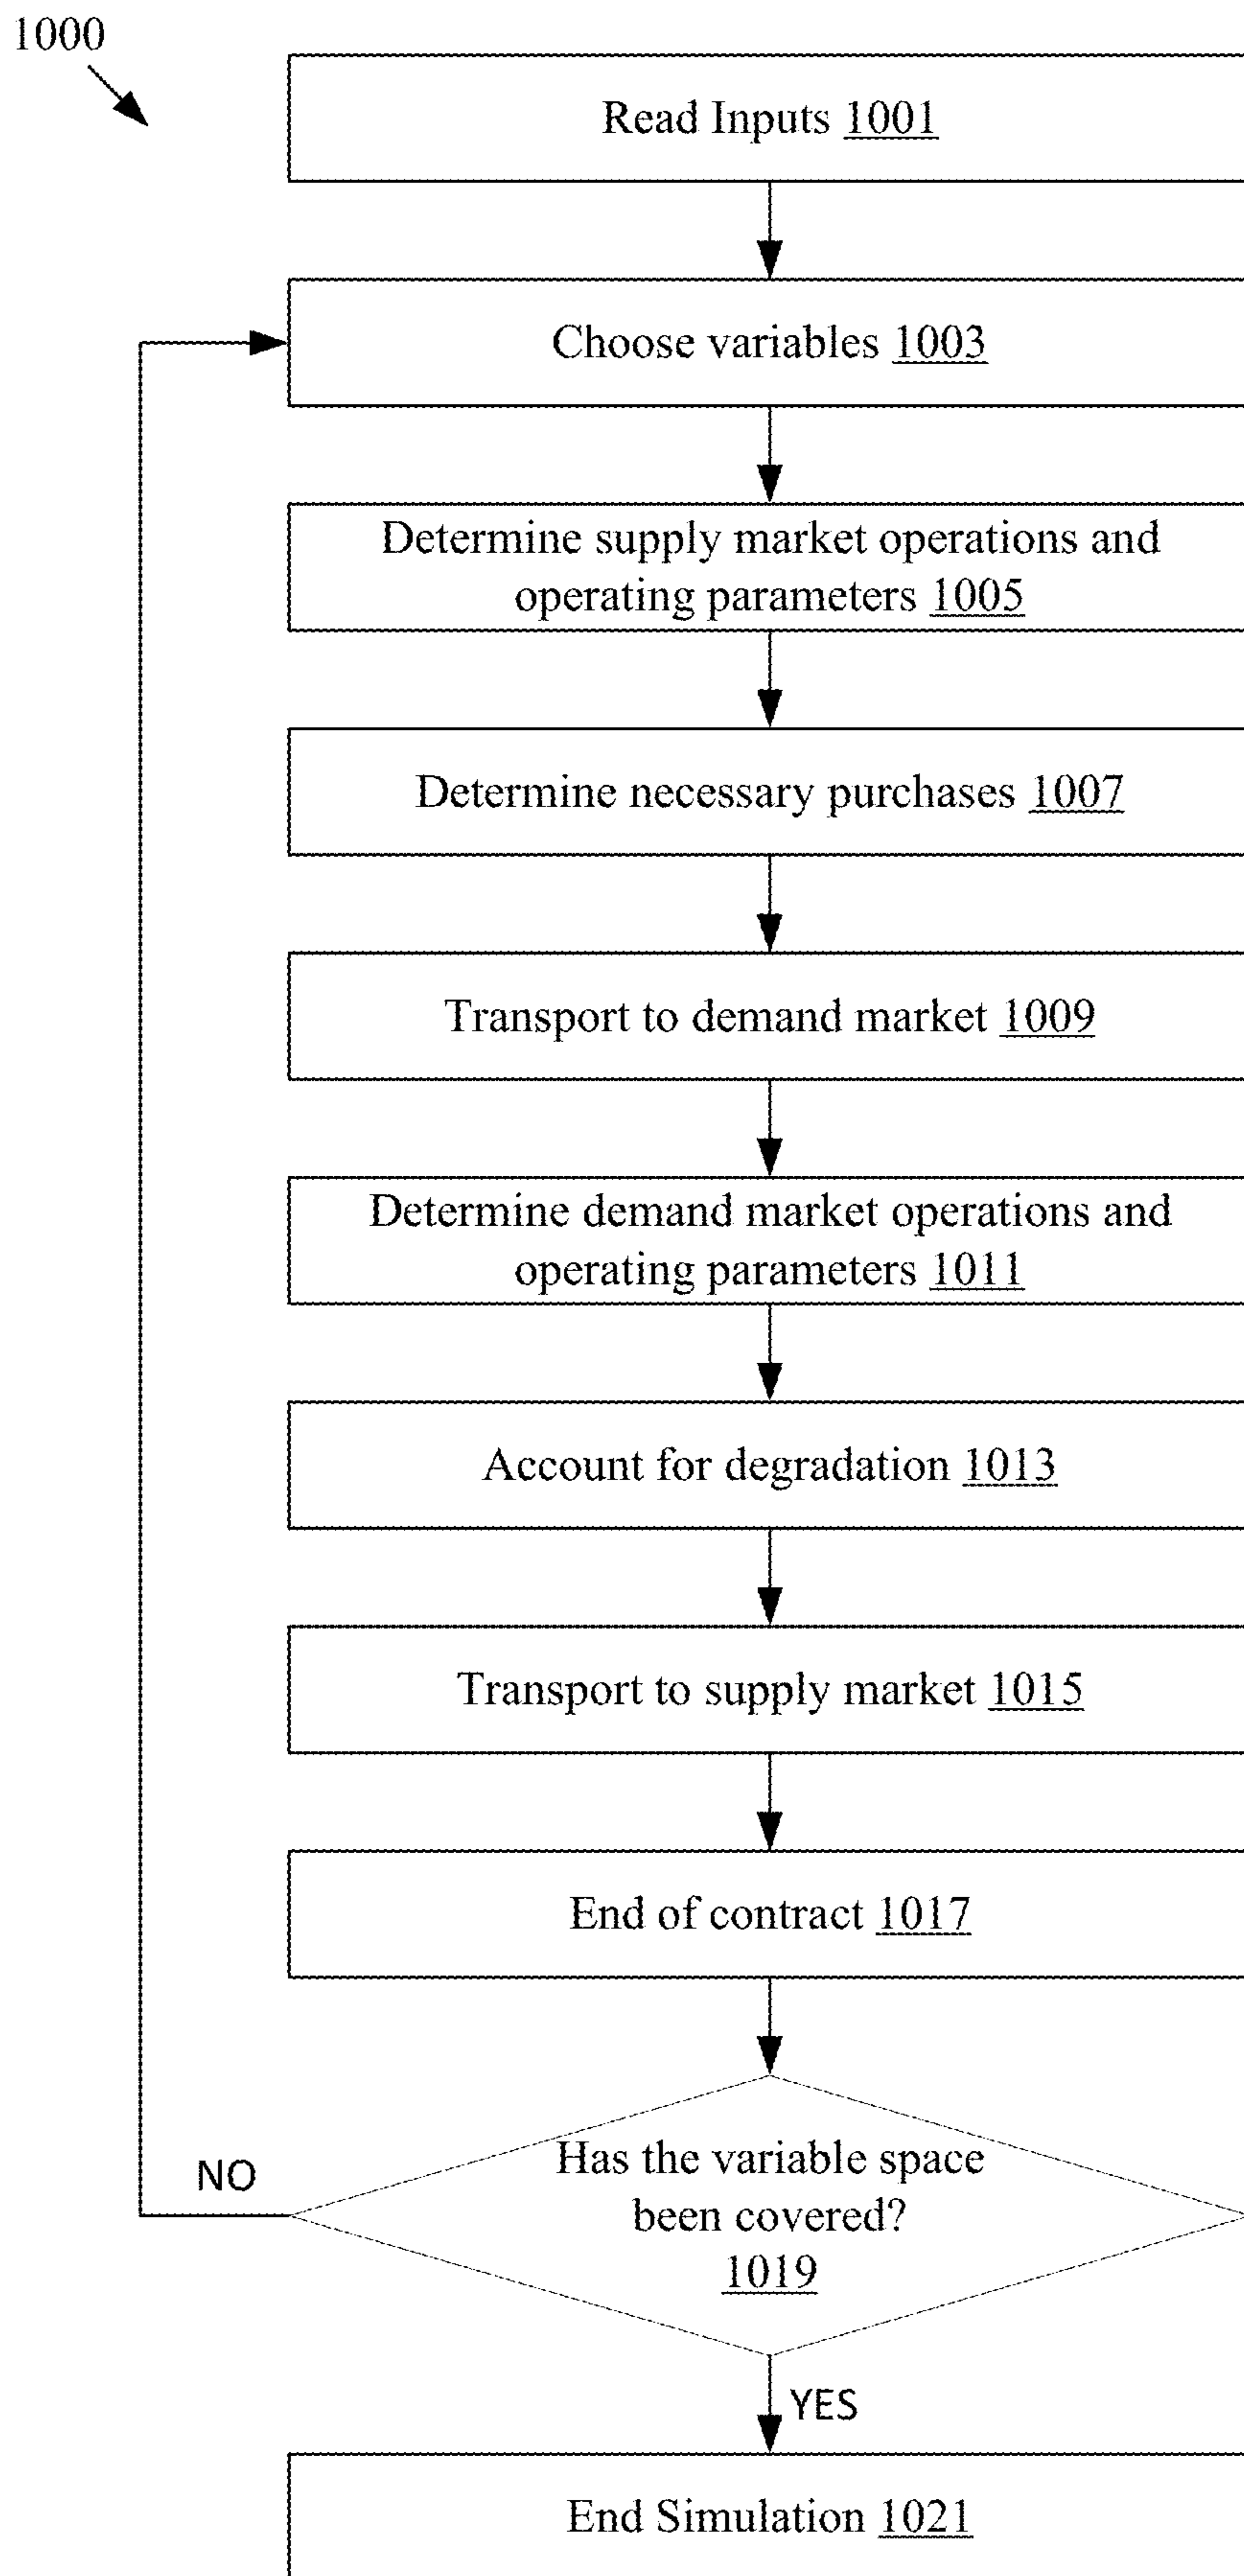 1000
Read Inputs 1001
Choose variables 1003
Determine supply market operations and
operating parameters 1005
Determine necessary purchases 1007
Transport to demand market 1009
Determine demand market operations and
operating parameters 1011
Account for degradation 1013
Transport to supply market 1015
End of contract 1017
Has the variable space
been covered?
1019
NO
YES
End Simulation 1021